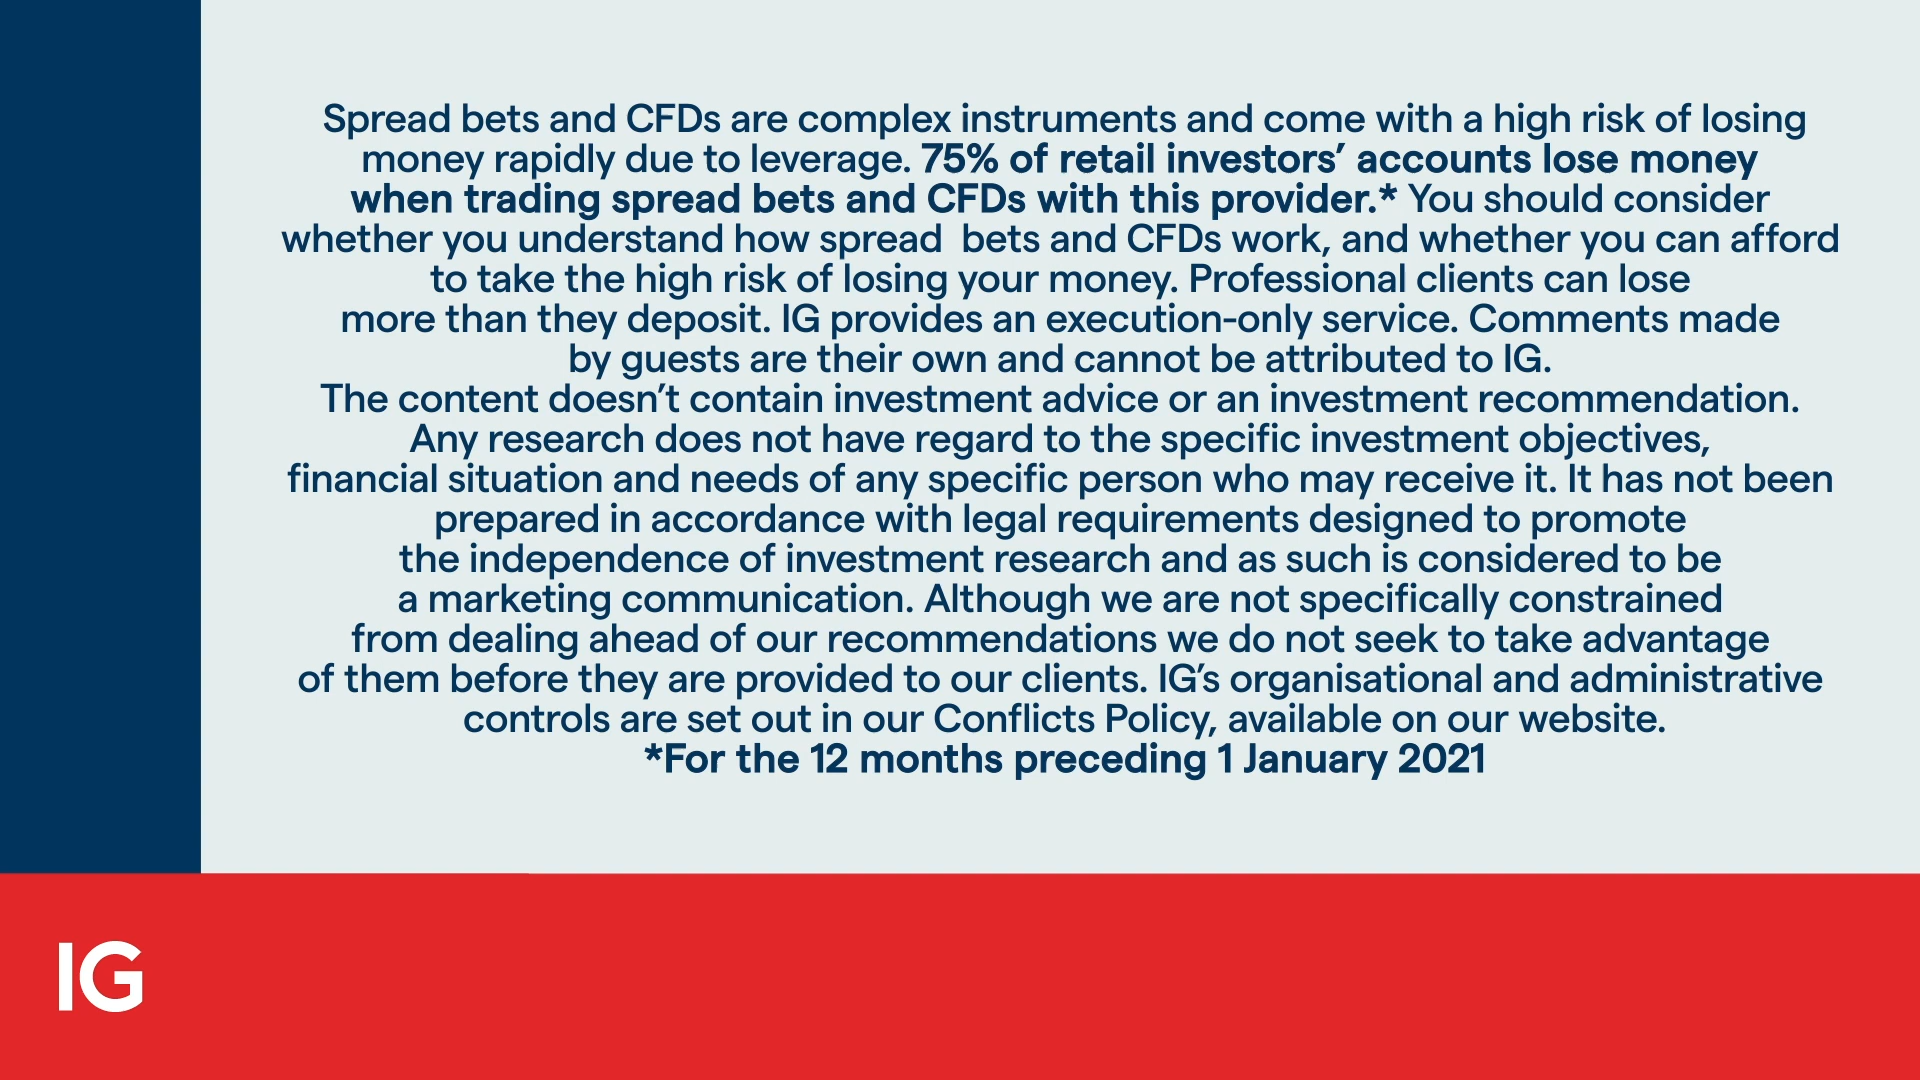 Spread bets and CFDs are complex instruments and come with a high risk of losing
money rapidly due to leverage. 75% of retail investors’ accounts lose money
when trading spread bets and CFDs with this provider.* You should consider
whether you understand how spread  bets and CFDs work, and whether you can afford
to take the high risk of losing your money. Professional clients can lose
more than they deposit. IG provides an execution-only service. Comments made
by guests are their own and cannot be attributed to IG.
The content doesn’t contain investment advice or an investment recommendation.
Any research does not have regard to the specific investment objectives,
financial situation and needs of any specific person who may receive it. It has not been
prepared in accordance with legal requirements designed to promote
the independence of investment research and as such is considered to be
a marketing communication. Although we are not specifically constrained
from dealing ahead of our recommendations we do not seek to take advantage
of them before they are provided to our clients. IG’s organisational and administrative
controls are set out in our Conflicts Policy, available on our website.
*For the 12 months preceding 1 January 2021
IG